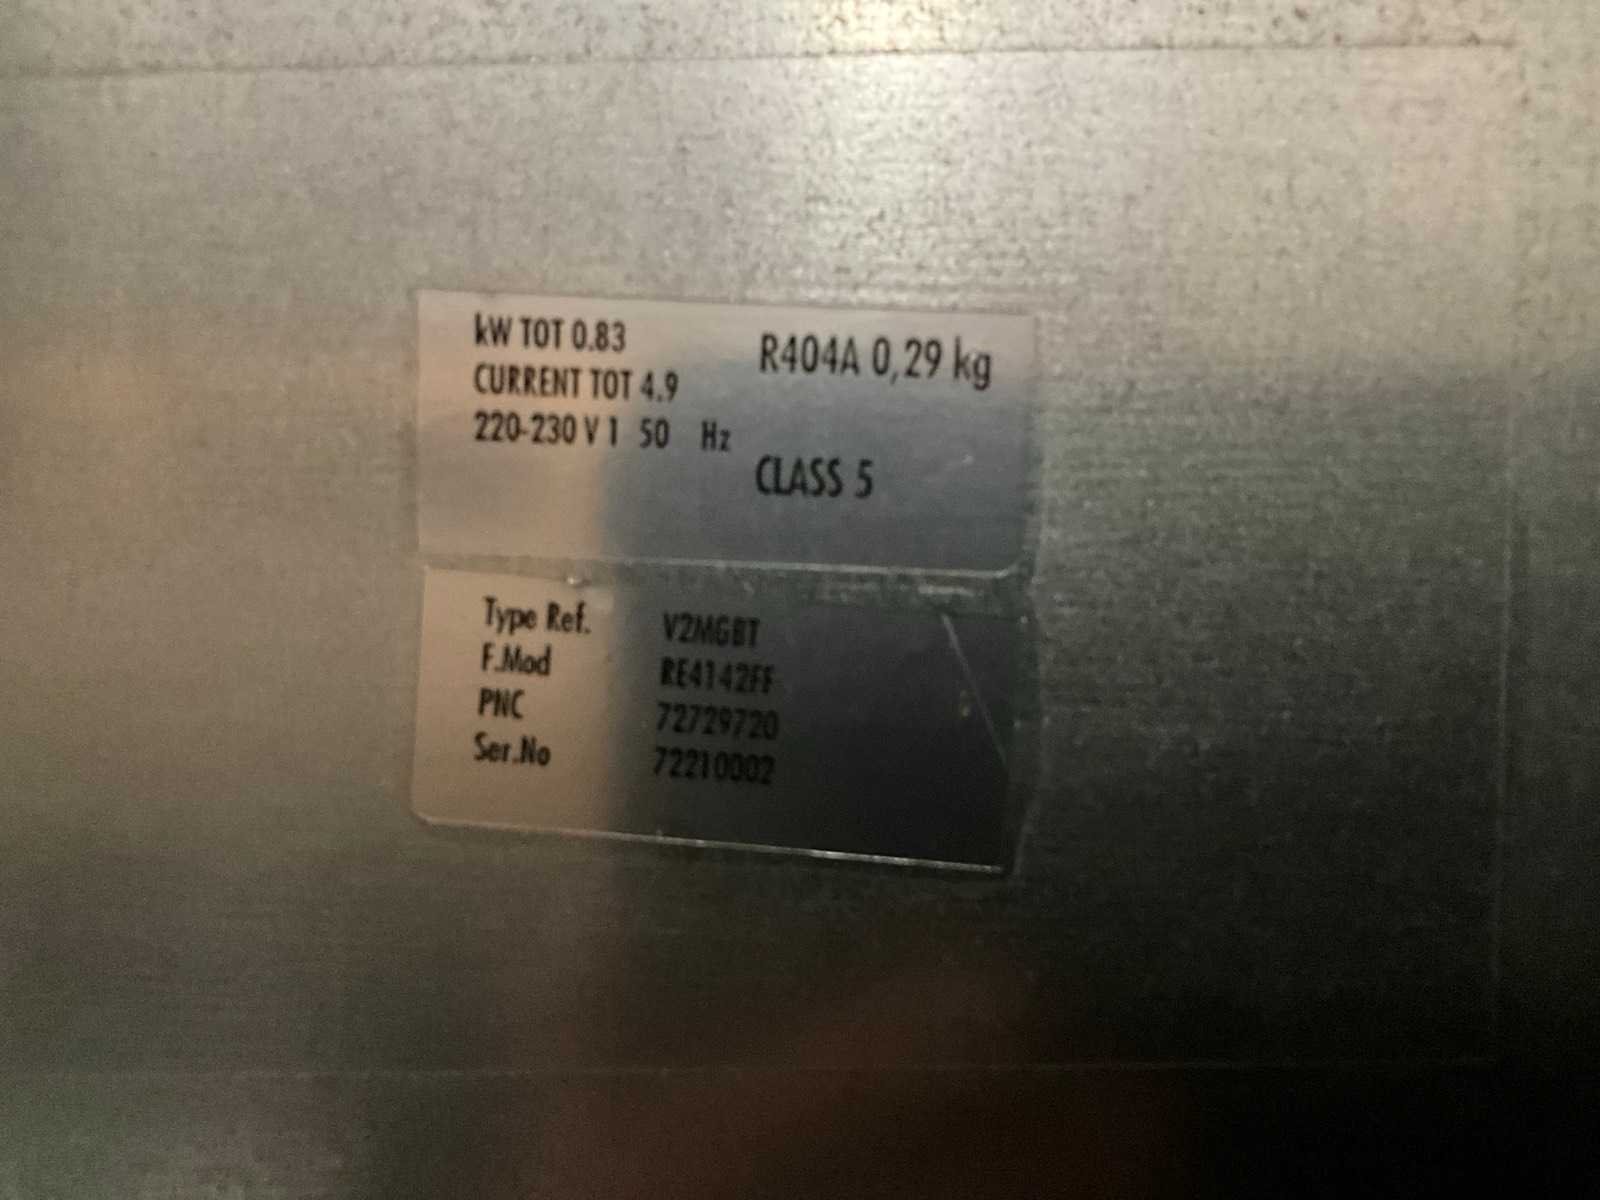 kW TOT 0.83
CURRENT TOT 4.9
220-230 V 1 50 Hz
R404A 0,29 kg
CLASS 5
Type Ref. V2MGBT
F.Mod RE4142FF
PNC 72729720
Ser.No 72210002